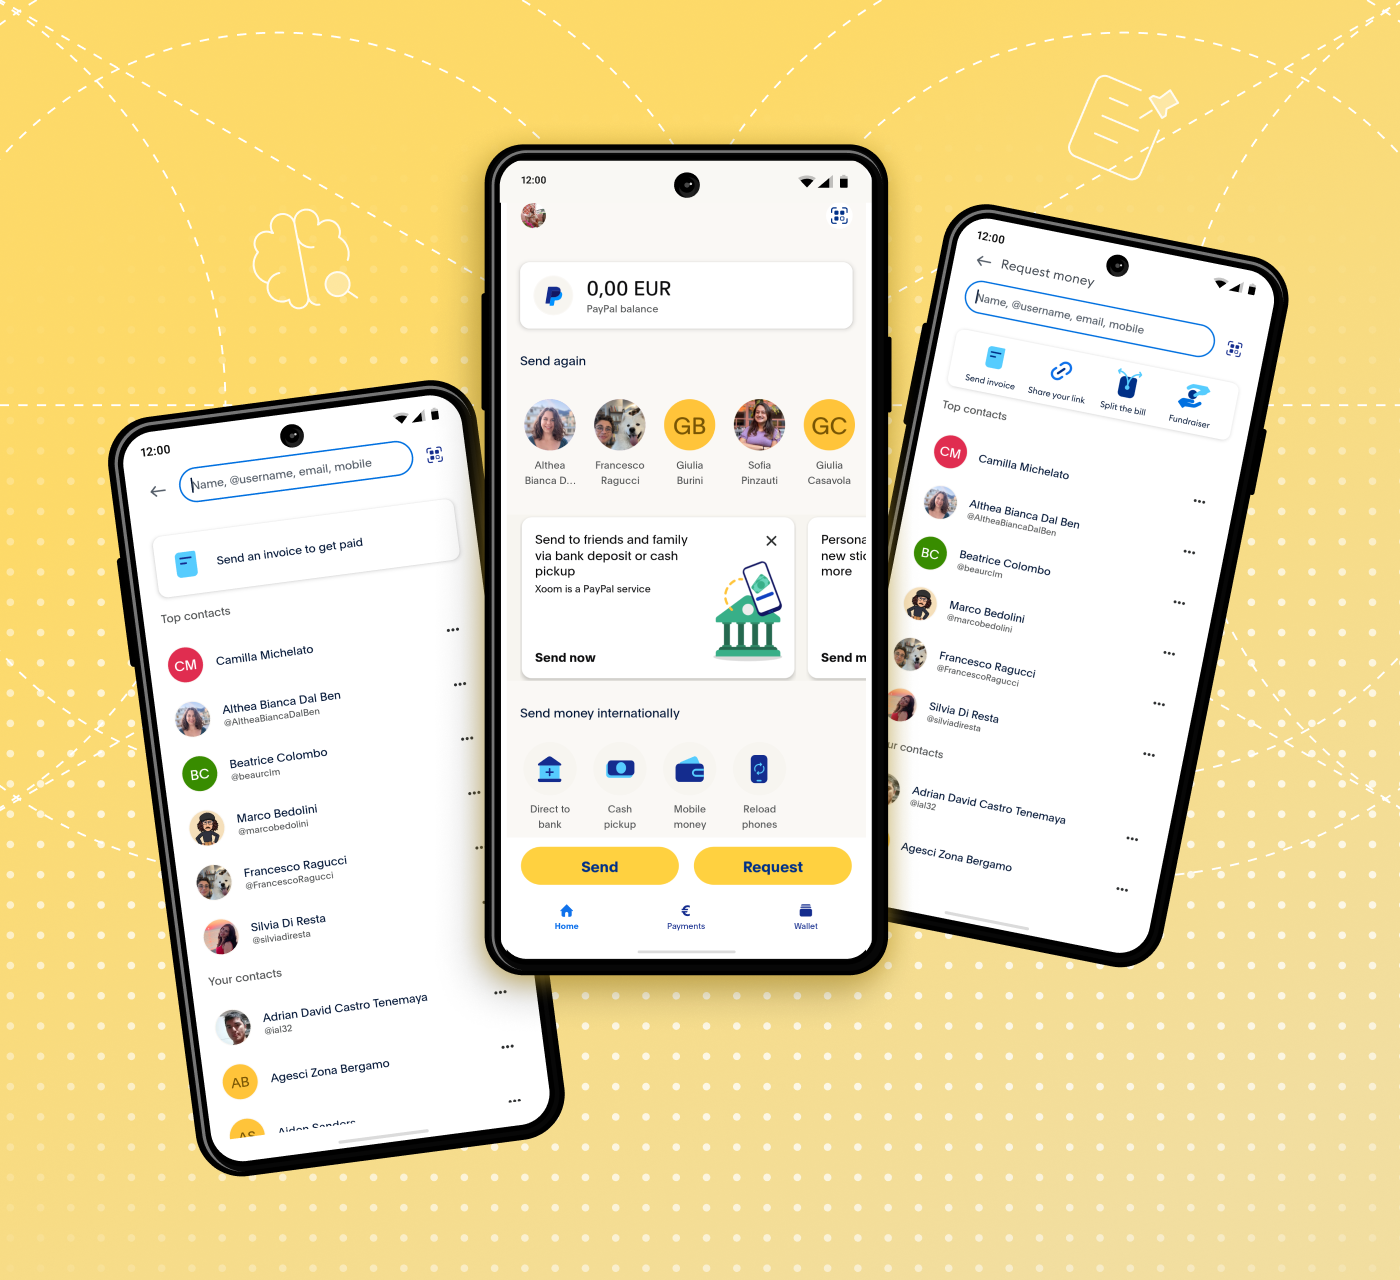 12:00
Name, @username, email, mobile
Send an invoice to get paid
Top contacts
CM
Camilla Michelato
Althea Bianca Dal Ben
@AltheaBiancaDalBen
BC
Beatrice Colombo
@beaurclm
Marco Bedolini
@marcobedolini
Francesco Ragucci
@FrancescoRagucci
Silvia Di Resta
@silviadiresta
Your contacts
Adrian David Castro Tenemaya
@ial32
AB
Agesci Zona Bergamo
AS
Aiden Sanders
12:00
0,00 EUR
PayPal balance
Send again
GB
GC
Althea
Bianca D...
Francesco
Ragucci
Giulia
Burini
Sofia
Pinzauti
Giulia
Casavola
Send to friends and family
via bank deposit or cash
pickup
Xoom is a PayPal service
Send now
Persona
new stic
more
Send m
Send money internationally
Direct to
bank
Cash
pickup
Mobile
money
Reload
phones
Send
Request
Home
Payments
Wallet
12:00
Request money
Name, @username, email, mobile
Send invoice
Share your link
Split the bill
Fundraiser
Top contacts
CM
Camilla Michelato
Althea Bianca Dal Ben
@AltheaBiancaDalBen
BC
Beatrice Colombo
@beaurclm
Marco Bedolini
@marcobedolini
Francesco Ragucci
@FrancescoRagucci
Silvia Di Resta
@silviadiresta
ur contacts
Adrian David Castro Tenemaya
@ial32
Agesci Zona Bergamo